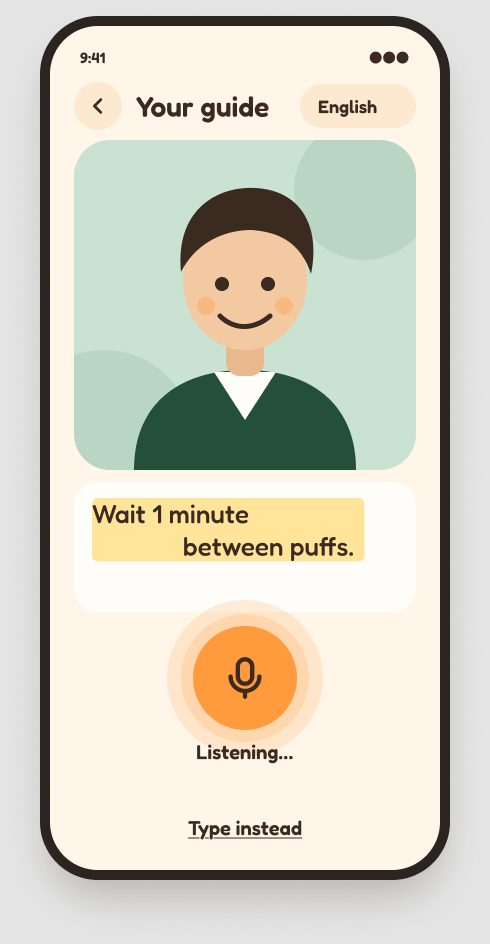 9:41
Your guide
English
Wait 1 minute
between puffs.
Listening...
Type instead